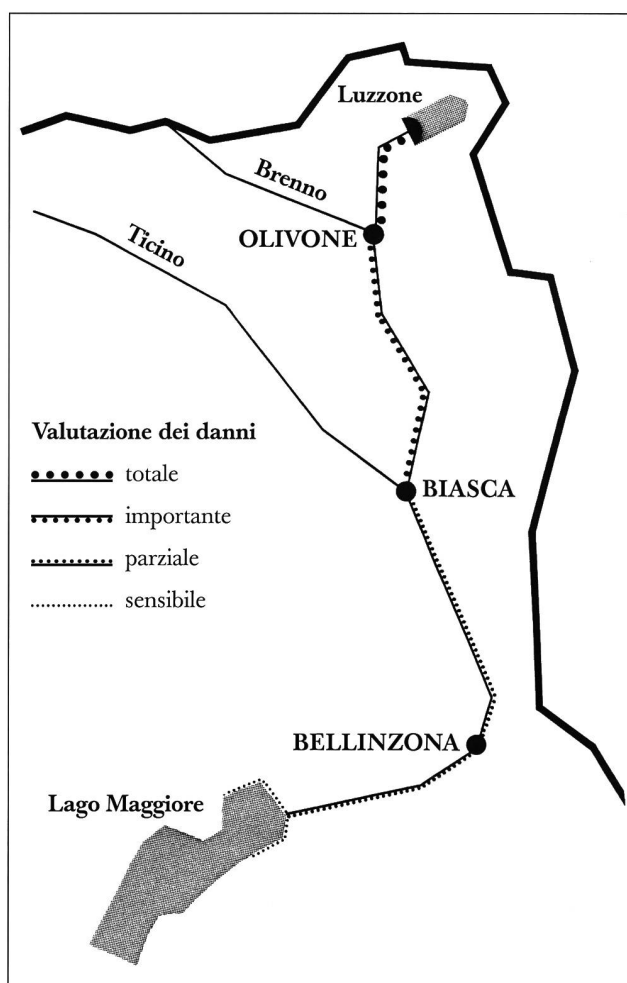 Luzzone
Brenno
OLIVONE
Ticino
Valutazione dei danni
totale
importante
parziale
sensibile
BIASCA
BELLINZONA
Lago Maggiore